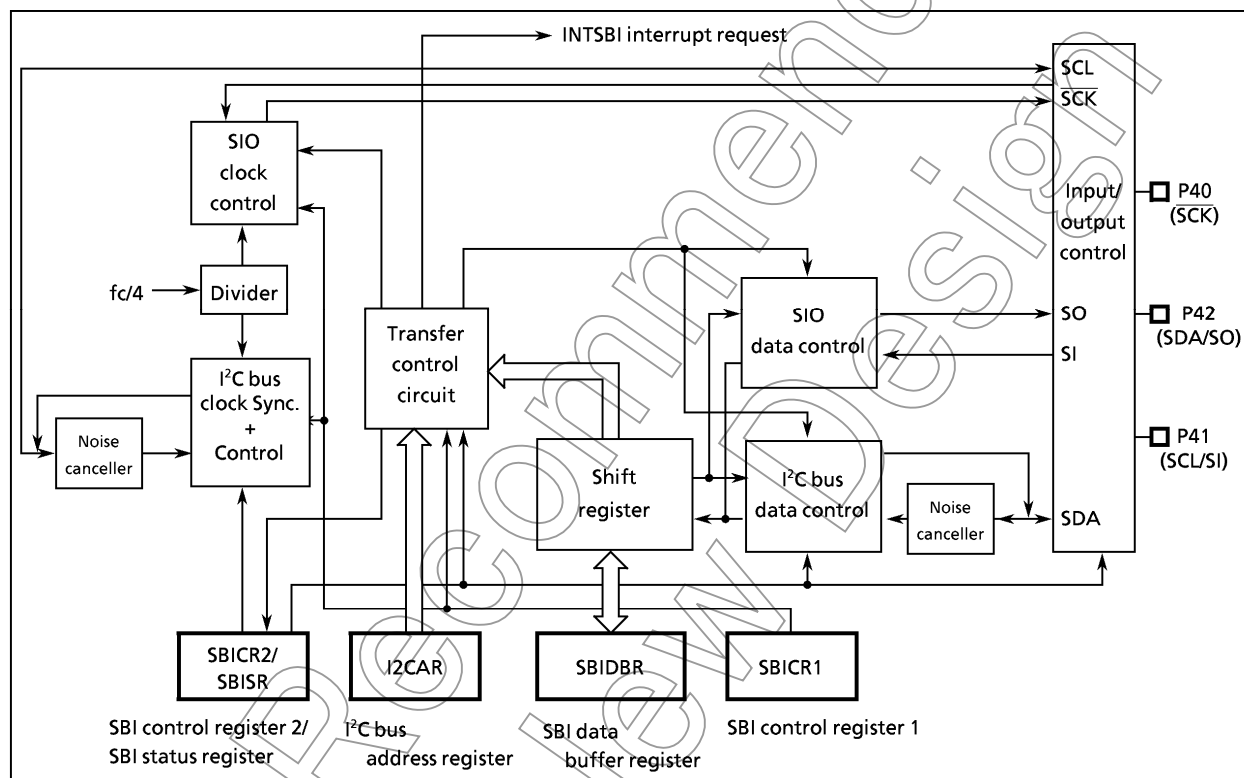 INTSBI interrupt request
SCL
SCK
SIO
clock
control
Input/
output
control
P40
(SCK)
fc/4
Divider
SIO
data control
SO
P42
(SDA/SO)
SI
Transfer
control
circuit
I²C bus
clock Sync.
+
Control
Noise
canceller
P41
(SCL/SI)
Shift
register
I²C bus
data control
Noise
canceller
SDA
SBICR2/
SBISR
I2CAR
SBIDBR
SBICR1
SBI control register 2/
SBI status register
I²C bus
address register
SBI data
buffer register
SBI control register 1
Design